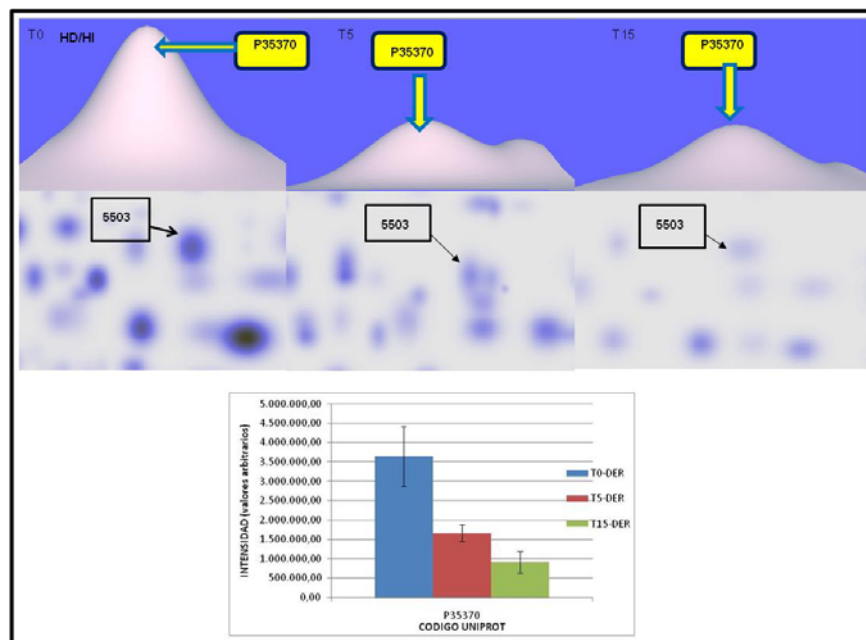 T0 HD/HI P35370
T5 P35370
T15 P35370
5503
5503
5503
5.000.000,00
4.500.000,00
4.000.000,00
3.500.000,00
3.000.000,00
2.500.000,00
2.000.000,00
1.500.000,00
1.000.000,00
500.000,00
0,00
INTENSIDAD (valores arbitrarios)
T0-DER
T5-DER
T15-DER
P35370
CODIGO UNIPROT